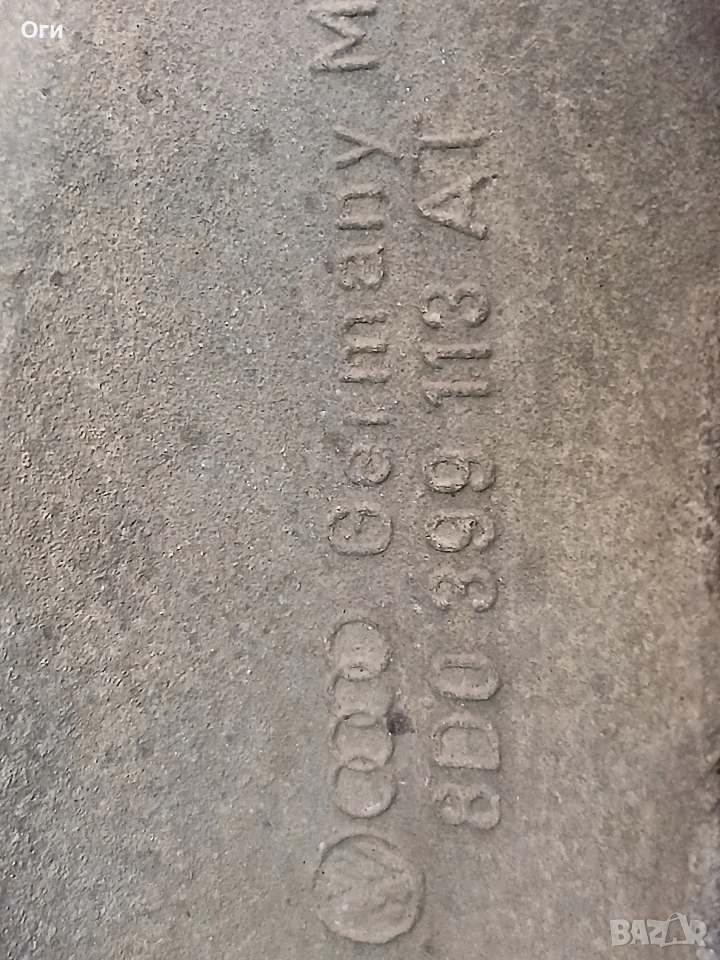 Оги
Germany M
8D0 399 113 AT
BAZAR